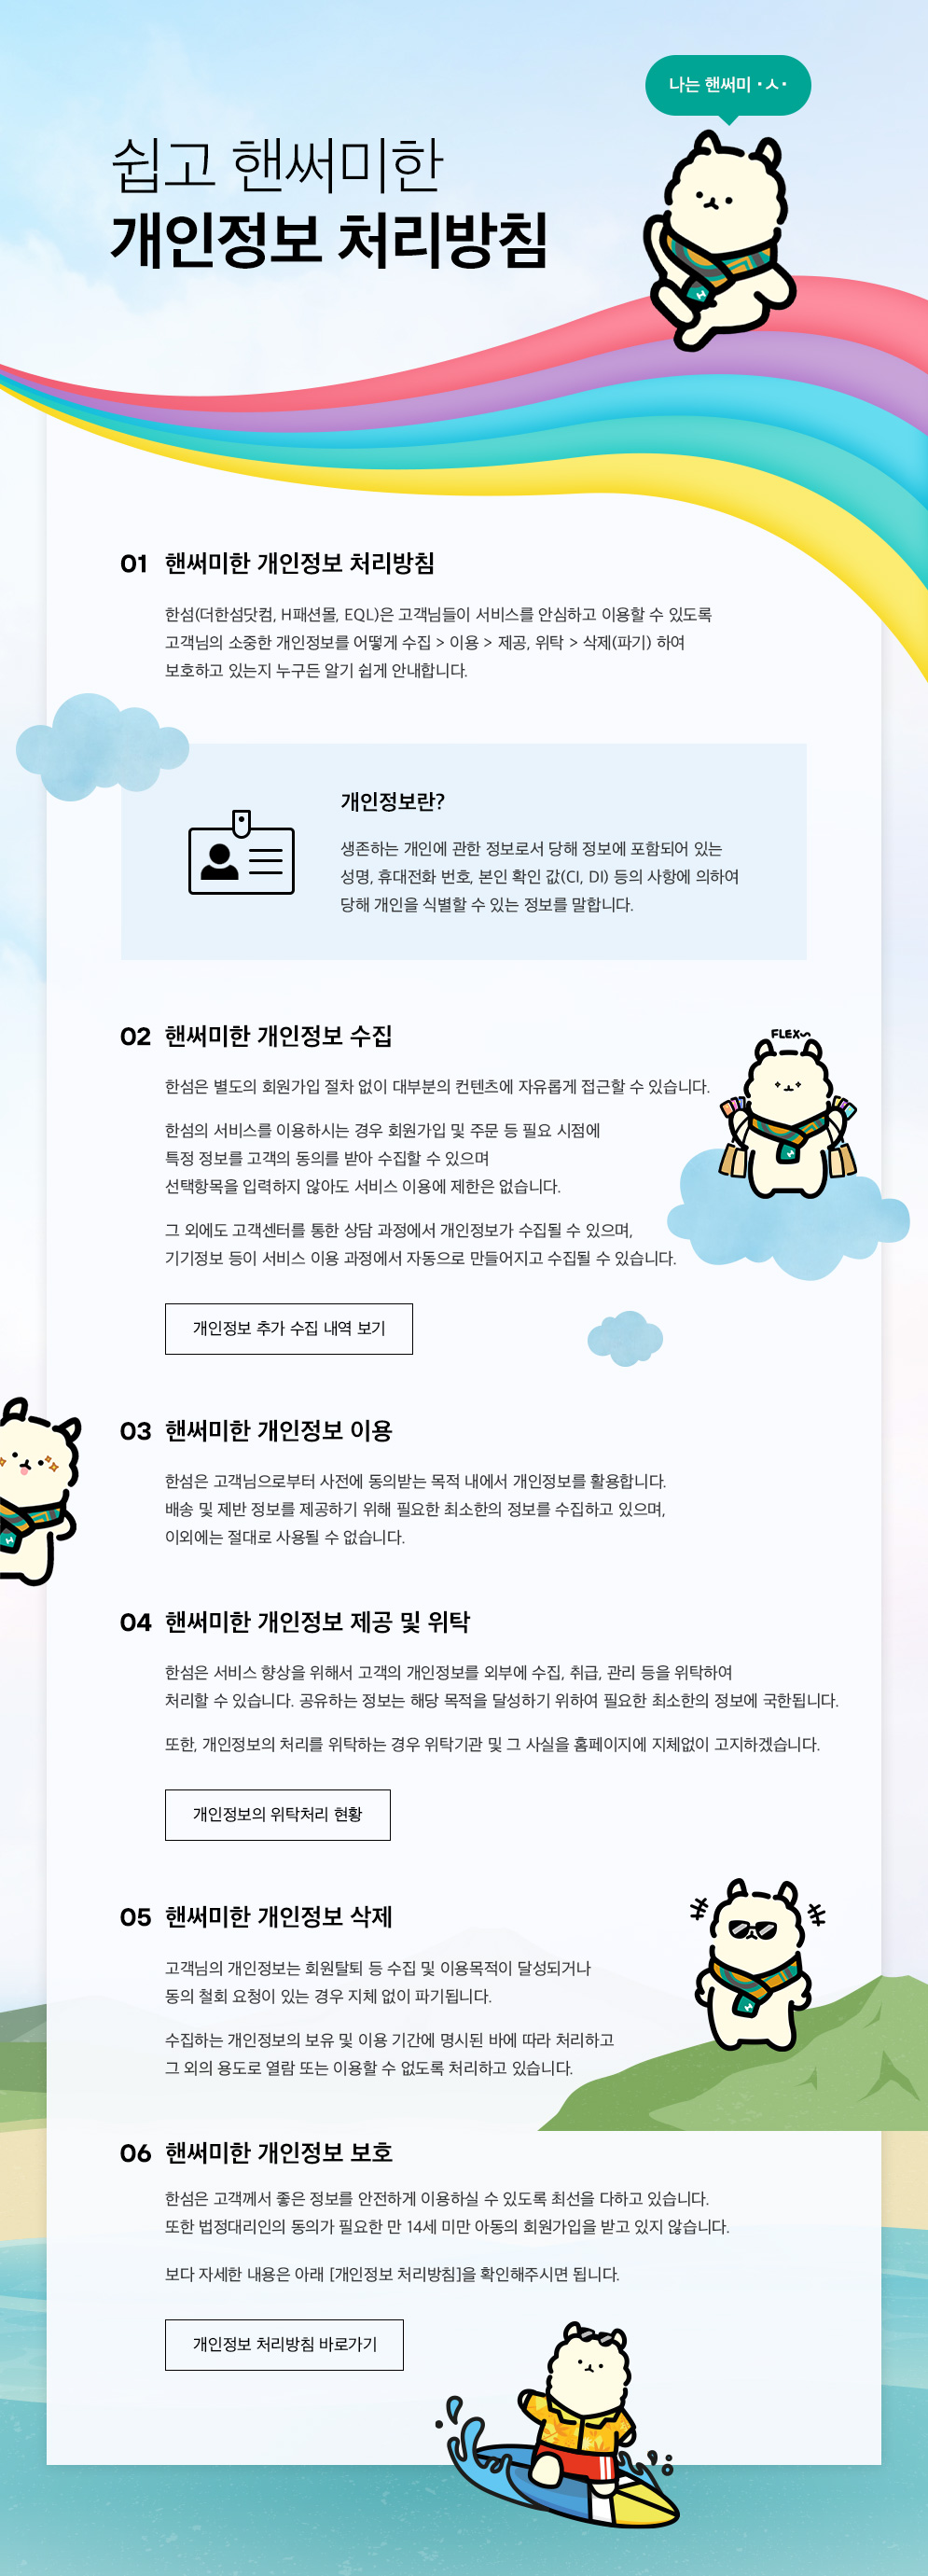 나는 핸써미 ·ㅅ·
쉽고 핸써미한
개인정보 처리방침
01 핸써미한 개인정보 처리방침
한섬(더한섬닷컴, H패션몰, EQL)은 고객님들이 서비스를 안심하고 이용할 수 있도록
고객님의 소중한 개인정보를 어떻게 수집 > 이용 > 제공, 위탁 > 삭제(파기) 하여
보호하고 있는지 누구든 알기 쉽게 안내합니다.
개인정보란?
생존하는 개인에 관한 정보로서 당해 정보에 포함되어 있는
성명, 휴대전화 번호, 본인 확인 값(CI, DI) 등의 사항에 의하여
당해 개인을 식별할 수 있는 정보를 말합니다.
02 핸써미한 개인정보 수집
FLEX~
한섬은 별도의 회원가입 절차 없이 대부분의 컨텐츠에 자유롭게 접근할 수 있습니다.
한섬의 서비스를 이용하시는 경우 회원가입 및 주문 등 필요 시점에
특정 정보를 고객의 동의를 받아 수집할 수 있으며
선택항목을 입력하지 않아도 서비스 이용에 제한은 없습니다.
그 외에도 고객센터를 통한 상담 과정에서 개인정보가 수집될 수 있으며,
기기정보 등이 서비스 이용 과정에서 자동으로 만들어지고 수집될 수 있습니다.
개인정보 추가 수집 내역 보기
03 핸써미한 개인정보 이용
한섬은 고객님으로부터 사전에 동의받는 목적 내에서 개인정보를 활용합니다.
배송 및 제반 정보를 제공하기 위해 필요한 최소한의 정보를 수집하고 있으며,
이외에는 절대로 사용될 수 없습니다.
04 핸써미한 개인정보 제공 및 위탁
한섬은 서비스 향상을 위해서 고객의 개인정보를 외부에 수집, 취급, 관리 등을 위탁하여
처리할 수 있습니다. 공유하는 정보는 해당 목적을 달성하기 위하여 필요한 최소한의 정보에 국한됩니다.
또한, 개인정보의 처리를 위탁하는 경우 위탁기관 및 그 사실을 홈페이지에 지체없이 고지하겠습니다.
개인정보의 위탁처리 현황
05 핸써미한 개인정보 삭제
고객님의 개인정보는 회원탈퇴 등 수집 및 이용목적이 달성되거나
동의 철회 요청이 있는 경우 지체 없이 파기됩니다.
수집하는 개인정보의 보유 및 이용 기간에 명시된 바에 따라 처리하고
그 외의 용도로 열람 또는 이용할 수 없도록 처리하고 있습니다.
06 핸써미한 개인정보 보호
한섬은 고객께서 좋은 정보를 안전하게 이용하실 수 있도록 최선을 다하고 있습니다.
또한 법정대리인의 동의가 필요한 만 14세 미만 아동의 회원가입을 받고 있지 않습니다.
보다 자세한 내용은 아래 [개인정보 처리방침]을 확인해주시면 됩니다.
개인정보 처리방침 바로가기